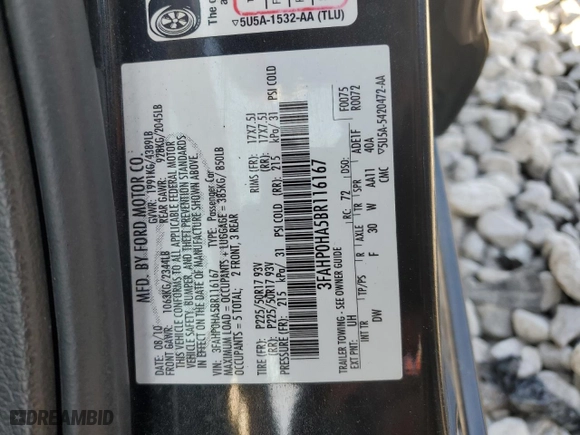 The c
▽5U5A-1532-AA (TLU)
MFD. BY FORD MOTOR CO.
DATE: 08/10 GVWR: 1991KG/4389LB
FRONT GAWR: 1068KG/2344LB REAR GAWR: 928KG/2045LB
THIS VEHICLE CONFORMS TO ALL APPLICABLE FEDERAL MOTOR
VEHICLE SAFETY, BUMPER, AND THEFT PREVENTION STANDARDS
IN EFFECT ON THE DATE OF MANUFACTURE SHOWN ABOVE.
VIN: 3FAHP0HA5BR116167 TYPE: Passenger Car
MAXIMUM LOAD = OCCUPANTS + LUGGAGE = 385KG/ 850LB
OCCUPANTS = 5 TOTAL; 2 FRONT, 3 REAR
TIRE (FR): P225/50R17 93V RIMS (FR): 17X7.5J
(RR): P225/50R17 93V (RR): 17X7.5J
PRESSURE (FR): 215 kPa/ 31 PSI COLD (RR): 215 kPa/ 31 PSI COLD
3FAHP0HA5BR116167
TRAILER TOWING - SEE OWNER GUIDE F0075
R0072
EXT PNT: UH RC: 72 DSO:
INT TR TP/PS R AXLE TR SPR ADE1F
DW F 30 W AA11 40A
CMC ▽5U5A-5420472-AA
DREAMBID